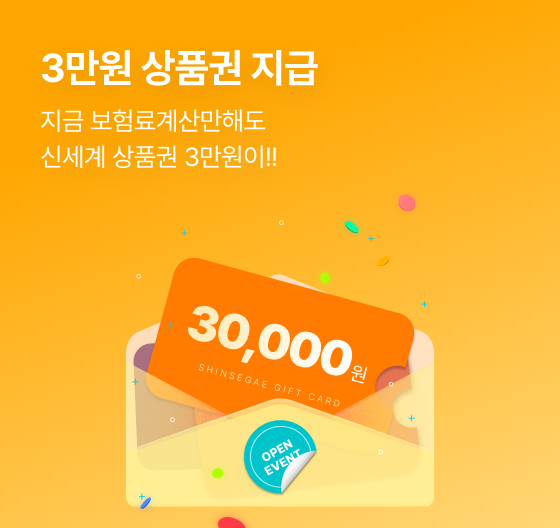 3만원 상품권 지급
지금 보험료계산만해도
신세계 상품권 3만원이!!
30,000원
SHINSEGAE GIFT CARD
OPEN
EVENT